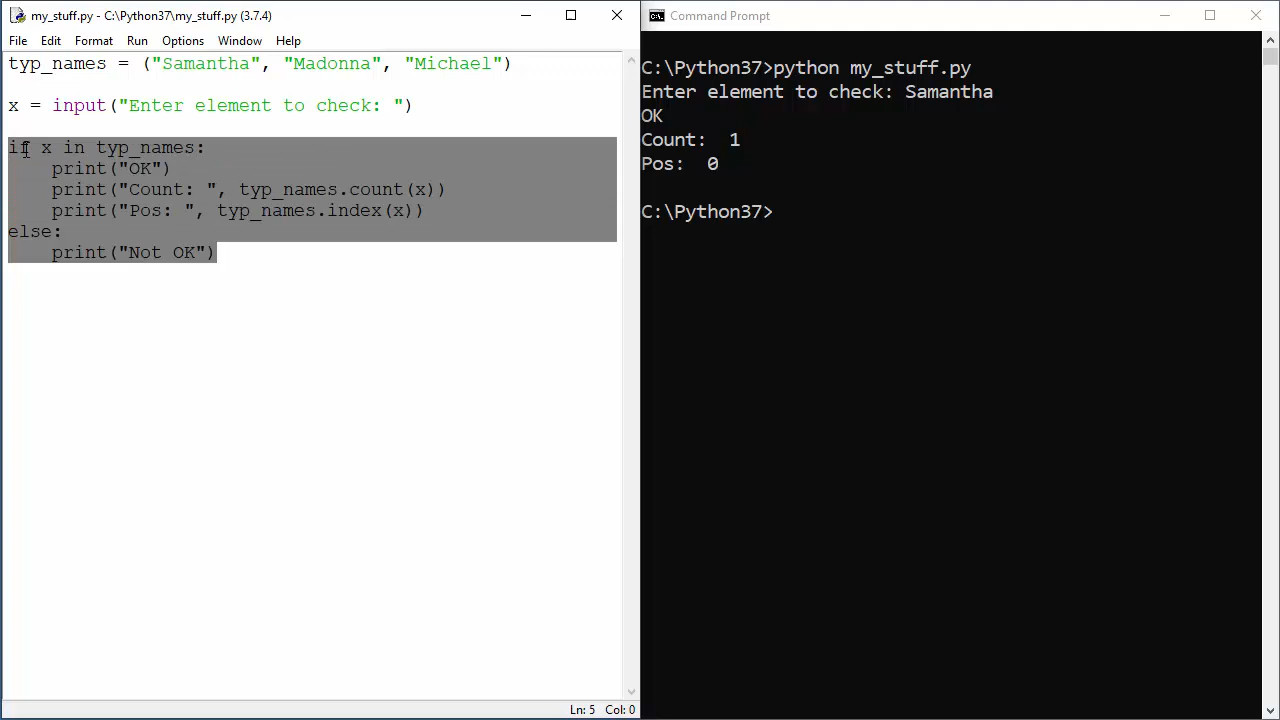 my_stuff.py - C:\Python37\my_stuff.py (3.7.4)
File Edit Format Run Options Window Help
typ_names = ("Samantha", "Madonna", "Michael")
x = input("Enter element to check: ")
if x in typ_names:
    print("OK")
    print("Count: ", typ_names.count(x))
    print("Pos: ", typ_names.index(x))
else:
    print("Not OK")
Ln: 5 Col: 0
Command Prompt
C:\Python37>python my_stuff.py
Enter element to check: Samantha
OK
Count:  1
Pos:  0
C:\Python37>